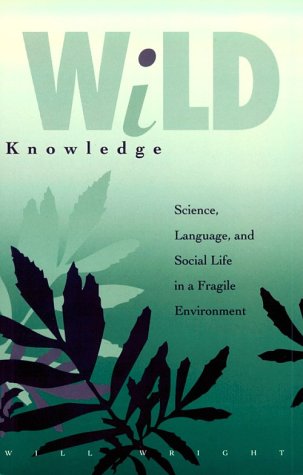 WiLD
Knowledge
Science,
Language, and
Social Life
in a Fragile
Environment
WILL WRIGHT